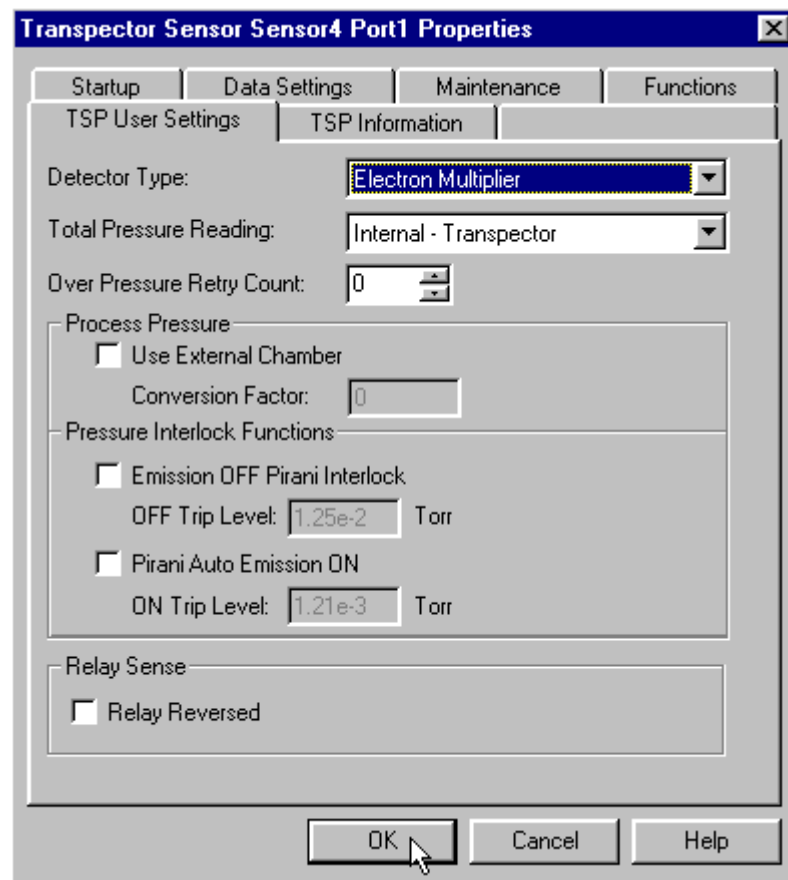 Transpector Sensor Sensor4 Port1 Properties
Startup Data Settings Maintenance Functions
TSP User Settings TSP Information
Detector Type: Electron Multiplier
Total Pressure Reading: Internal - Transpector
Over Pressure Retry Count: 0
Process Pressure
Use External Chamber
Conversion Factor: 0
Pressure Interlock Functions
Emission OFF Pirani Interlock
OFF Trip Level: 1.25e-2 Torr
Pirani Auto Emission ON
ON Trip Level: 1.21e-3 Torr
Relay Sense
Relay Reversed
OK Cancel Help